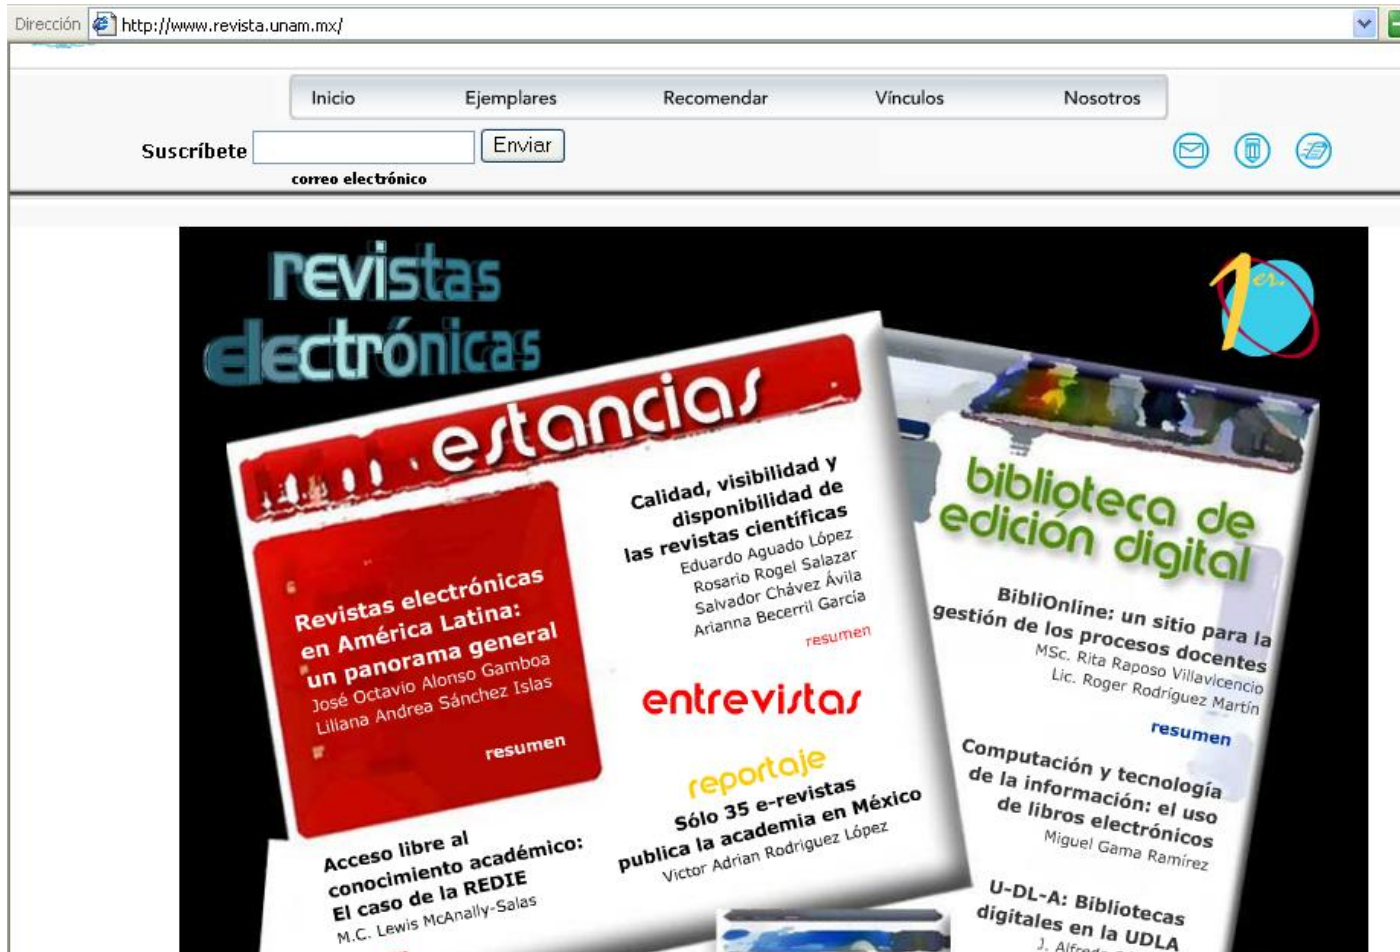 Dirección http://www.revista.unam.mx/
Inicio Ejemplares Recomendar Vínculos Nosotros
Suscríbete Enviar
correo electrónico
revistas
electrónicas
1er.
estancias
Revistas electrónicas
en América Latina:
un panorama general
José Octavio Alonso Gamboa
Liliana Andrea Sánchez Islas
resumen
Acceso libre al
conocimiento académico:
El caso de la REDIE
M.C. Lewis McAnally-Salas
Calidad, visibilidad y
disponibilidad de
las revistas científicas
Eduardo Aguado López
Rosario Rogel Salazar
Salvador Chávez Ávila
Arianna Becerril García
resumen
entrevistas
reportaje
Sólo 35 e-revistas
publica la academia en México
Victor Adrian Rodriguez López
biblioteca de
edición digital
BibliOnline: un sitio para la
gestión de los procesos docentes
MSc. Rita Raposo Villavicencio
Lic. Roger Rodríguez Martín
resumen
Computación y tecnología
de la información: el uso
de libros electrónicos
Miguel Gama Ramírez
U-DL-A: Bibliotecas
digitales en la UDLA
J. Alfredo